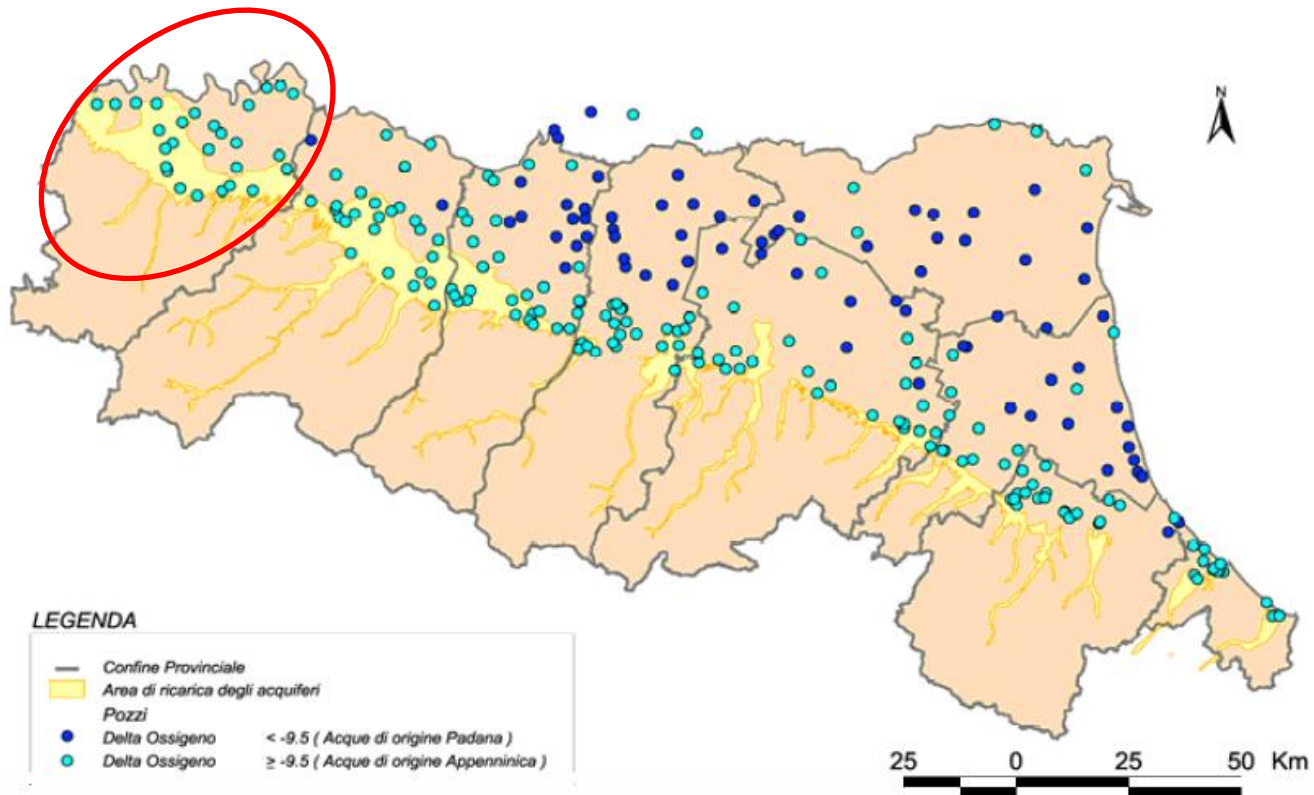 N
LEGENDA
Confine Provinciale
Area di ricarica degli acquiferi
Pozzi
Delta Ossigeno < -9.5 ( Acque di origine Padana )
Delta Ossigeno ≥ -9.5 ( Acque di origine Appenninica )
25 0 25 50 Km